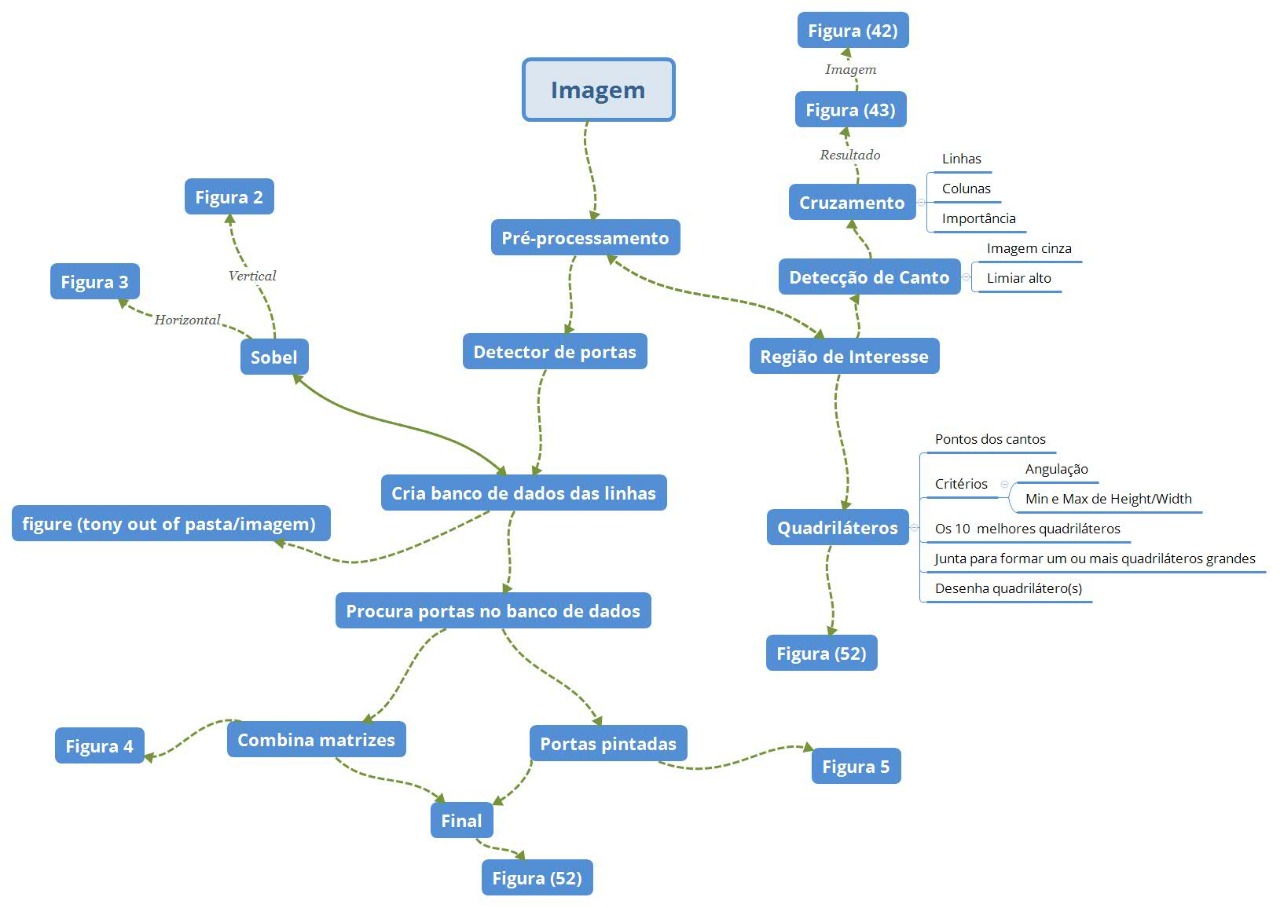 Figura (42)
Imagem
Imagem
Figura (43)
Resultado
Linhas
Figura 2
Cruzamento
Colunas
Importância
Pré-processamento
Imagem cinza
Vertical
Detecção de Canto
Limiar alto
Figura 3
Horizontal
Sobel
Detector de portas
Região de Interesse
Pontos dos cantos
Angulação
Critérios
Cria banco de dados das linhas
Min e Max de Height/Width
figure (tony out of pasta/imagem)
Quadriláteros
Os 10  melhores quadriláteros
Junta para formar um ou mais quadriláteros grandes
Desenha quadrilátero(s)
Procura portas no banco de dados
Figura (52)
Figura 4
Combina matrizes
Portas pintadas
Figura 5
Final
Figura (52)